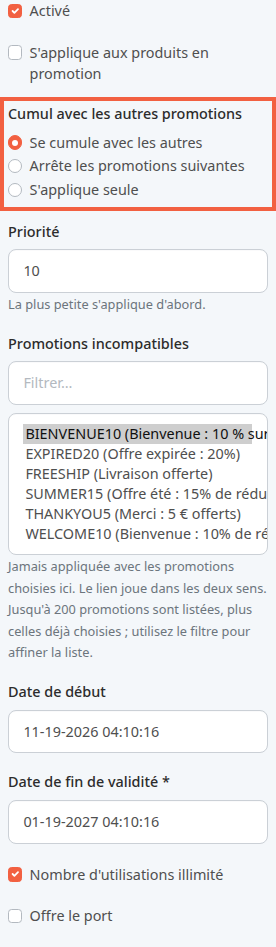 Activé
S'applique aux produits en
promotion
Cumul avec les autres promotions
Se cumule avec les autres
Arrête les promotions suivantes
S'applique seule
Priorité
10
La plus petite s'applique d'abord.
Promotions incompatibles
Filtrer...
BIENVENUE10 (Bienvenue : 10 % sur
EXPIRED20 (Offre expirée : 20%)
FREESHIP (Livraison offerte)
SUMMER15 (Offre été : 15% de rédu
THANKYOU5 (Merci : 5 € offerts)
WELCOME10 (Bienvenue : 10% de ré
Jamais appliquée avec les promotions
choisies ici. Le lien joue dans les deux sens.
Jusqu'à 200 promotions sont listées, plus
celles déjà choisies ; utilisez le filtre pour
affiner la liste.
Date de début
11-19-2026 04:10:16
Date de fin de validité *
01-19-2027 04:10:16
Nombre d'utilisations illimité
Offre le port